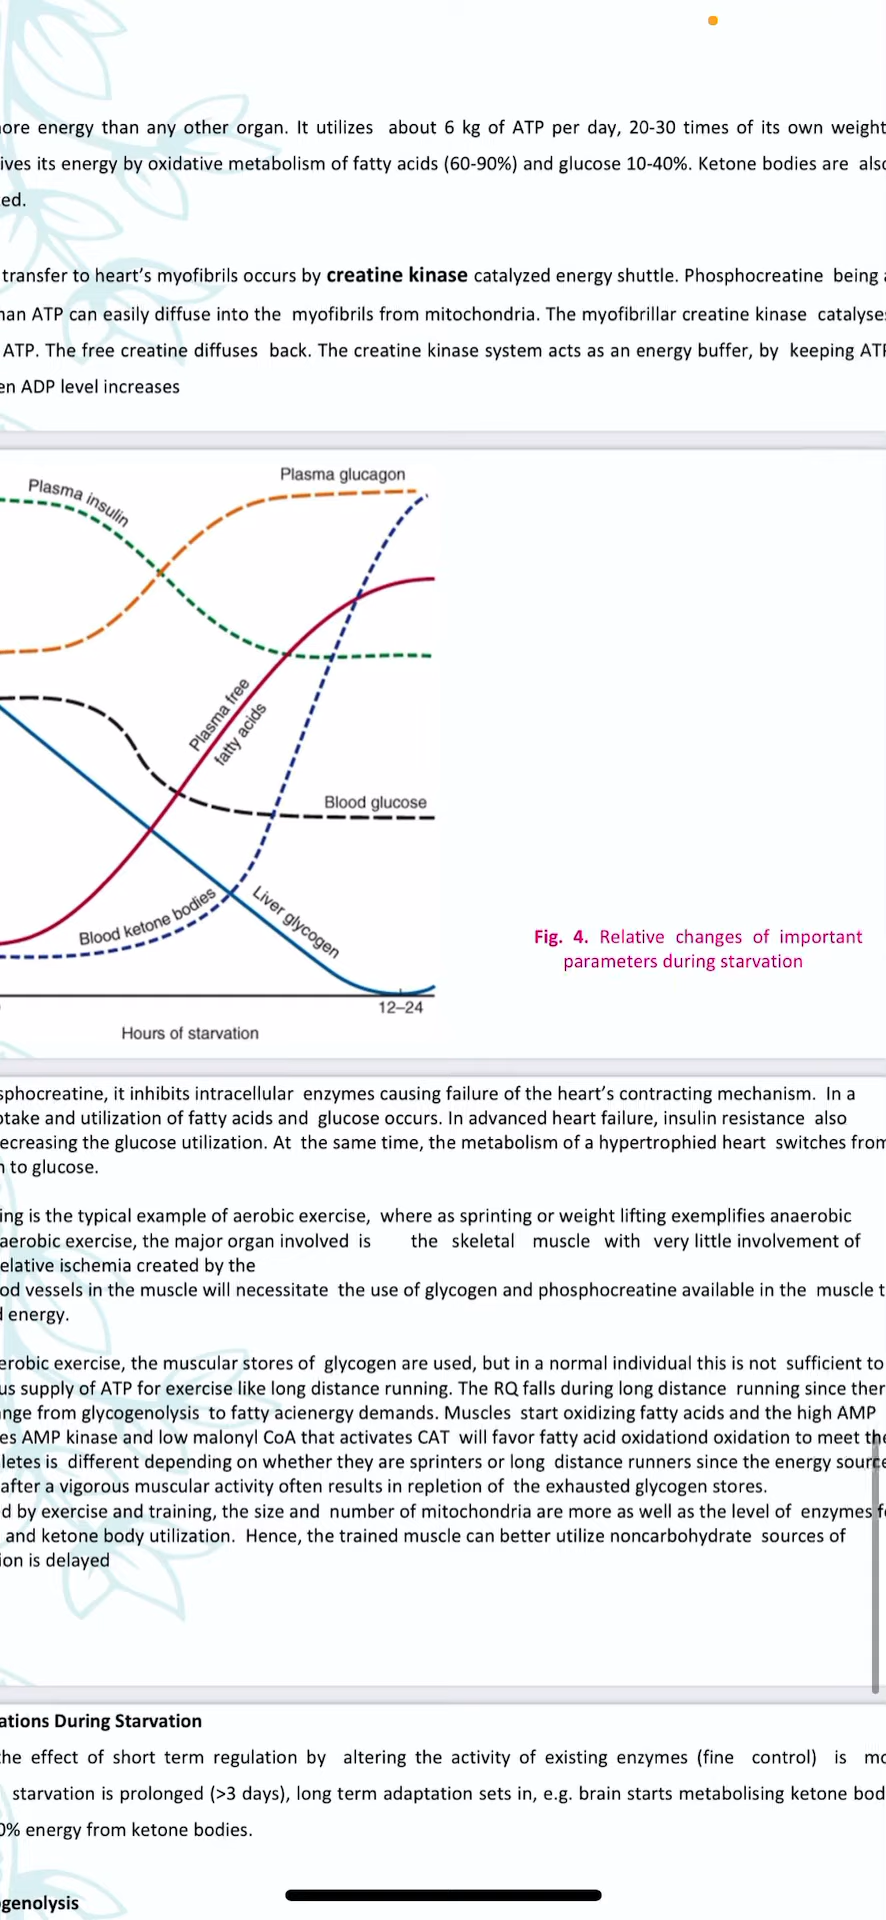 ore energy than any other organ. It utilizes about 6 kg of ATP per day, 20-30 times of its own weight
ives its energy by oxidative metabolism of fatty acids (60-90%) and glucose 10-40%. Ketone bodies are also
ed.
transfer to heart's myofibrils occurs by creatine kinase catalyzed energy shuttle. Phosphocreatine being a
han ATP can easily diffuse into the myofibrils from mitochondria. The myofibrillar creatine kinase catalyse
ATP. The free creatine diffuses back. The creatine kinase system acts as an energy buffer, by keeping ATP
en ADP level increases
Plasma glucagon
Plasma insulin
Plasma free
fatty acids
Blood glucose
Blood ketone bodies
Liver glycogen
12–24
Hours of starvation
Fig. 4. Relative changes of important
parameters during starvation
sphocreatine, it inhibits intracellular enzymes causing failure of the heart's contracting mechanism. In a
take and utilization of fatty acids and glucose occurs. In advanced heart failure, insulin resistance also
ecreasing the glucose utilization. At the same time, the metabolism of a hypertrophied heart switches from
n to glucose.
ing is the typical example of aerobic exercise, where as sprinting or weight lifting exemplifies anaerobic
aerobic exercise, the major organ involved is the skeletal muscle with very little involvement of
elative ischemia created by the
od vessels in the muscle will necessitate the use of glycogen and phosphocreatine available in the muscle t
d energy.
erobic exercise, the muscular stores of glycogen are used, but in a normal individual this is not sufficient to
us supply of ATP for exercise like long distance running. The RQ falls during long distance running since ther
nge from glycogenolysis to fatty acienergy demands. Muscles start oxidizing fatty acids and the high AMP
es AMP kinase and low malonyl CoA that activates CAT will favor fatty acid oxidationd oxidation to meet the
letes is different depending on whether they are sprinters or long distance runners since the energy source
after a vigorous muscular activity often results in repletion of the exhausted glycogen stores.
d by exercise and training, the size and number of mitochondria are more as well as the level of enzymes f
and ketone body utilization. Hence, the trained muscle can better utilize noncarbohydrate sources of
ion is delayed
ations During Starvation
he effect of short term regulation by altering the activity of existing enzymes (fine control) is mo
starvation is prolonged (>3 days), long term adaptation sets in, e.g. brain starts metabolising ketone bod
0% energy from ketone bodies.
genolysis